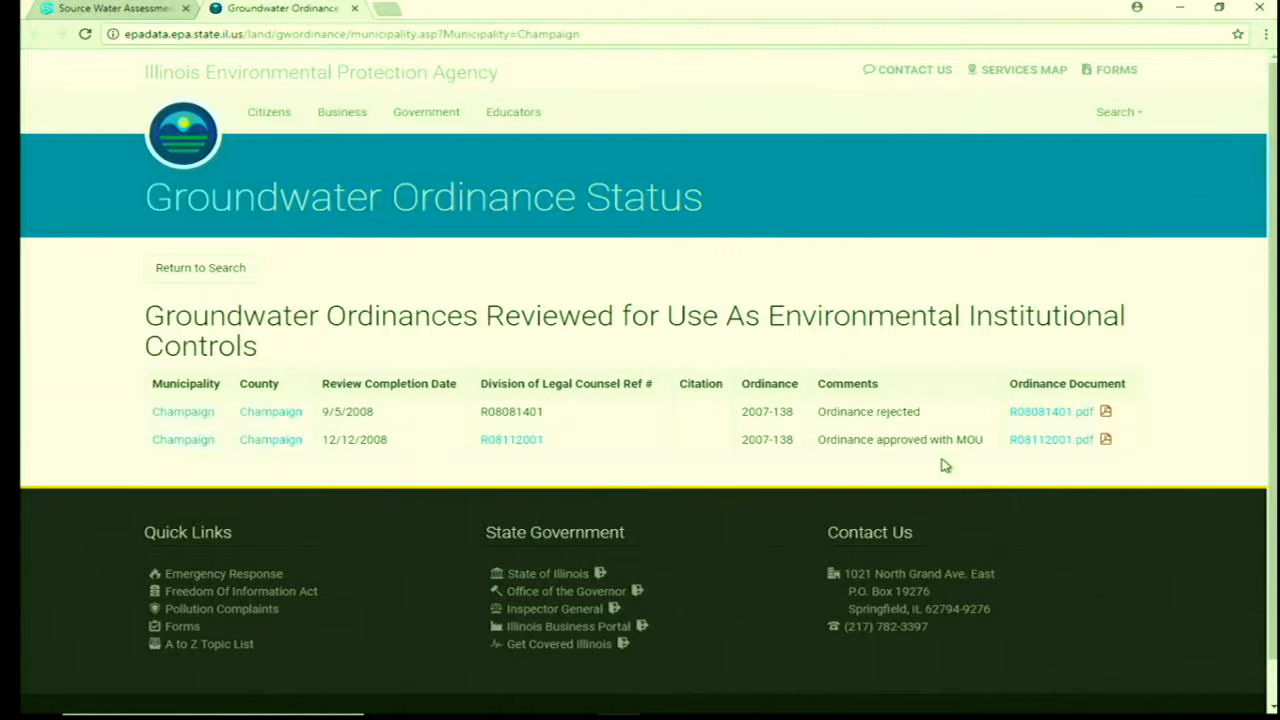 Source Water Assessmen
Groundwater Ordinance
epadata.epa.state.il.us/land/gwordinance/municipality.asp?Municipality=Champaign
Illinois Environmental Protection Agency
CONTACT US SERVICES MAP FORMS
Citizens Business Government Educators Search
Groundwater Ordinance Status
Return to Search
Groundwater Ordinances Reviewed for Use As Environmental Institutional
Controls
Municipality County Review Completion Date Division of Legal Counsel Ref # Citation Ordinance Comments Ordinance Document
Champaign Champaign 9/5/2008 R08081401 2007-138 Ordinance rejected R08081401.pdf
Champaign Champaign 12/12/2008 R08112001 2007-138 Ordinance approved with MOU R08112001.pdf
Quick Links
Emergency Response
Freedom Of Information Act
Pollution Complaints
Forms
A to Z Topic List
State Government
State of Illinois
Office of the Governor
Inspector General
Illinois Business Portal
Get Covered Illinois
Contact Us
1021 North Grand Ave. East
P.O. Box 19276
Springfield, IL 62794-9276
(217) 782-3397